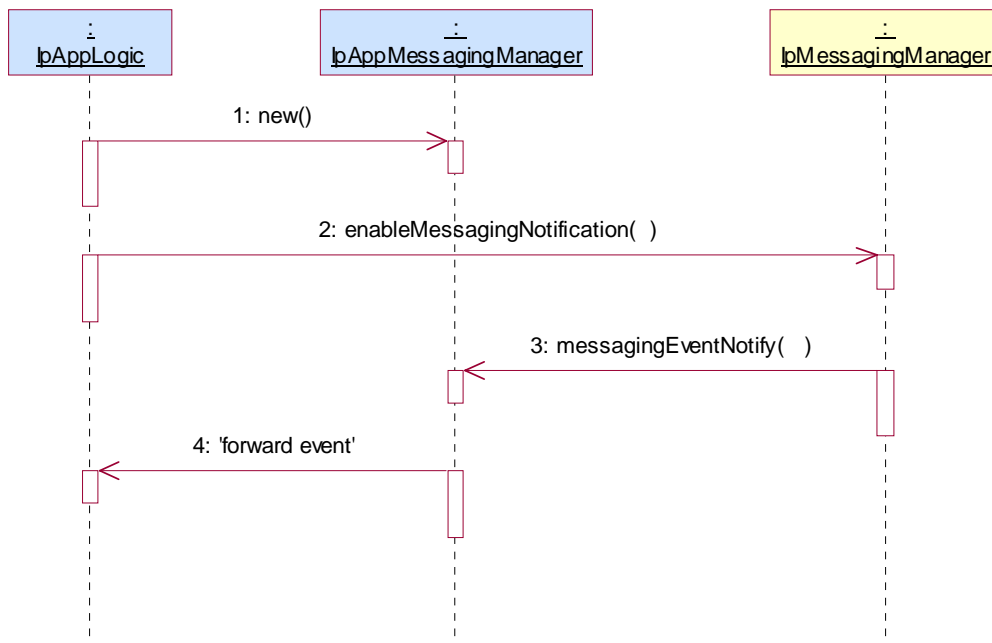 :
IpAppLogic
:
IpAppMessagingManager
:
IpMessagingManager
1: new()
2: enableMessagingNotification(  )
3: messagingEventNotify(  )
4: 'forward event'